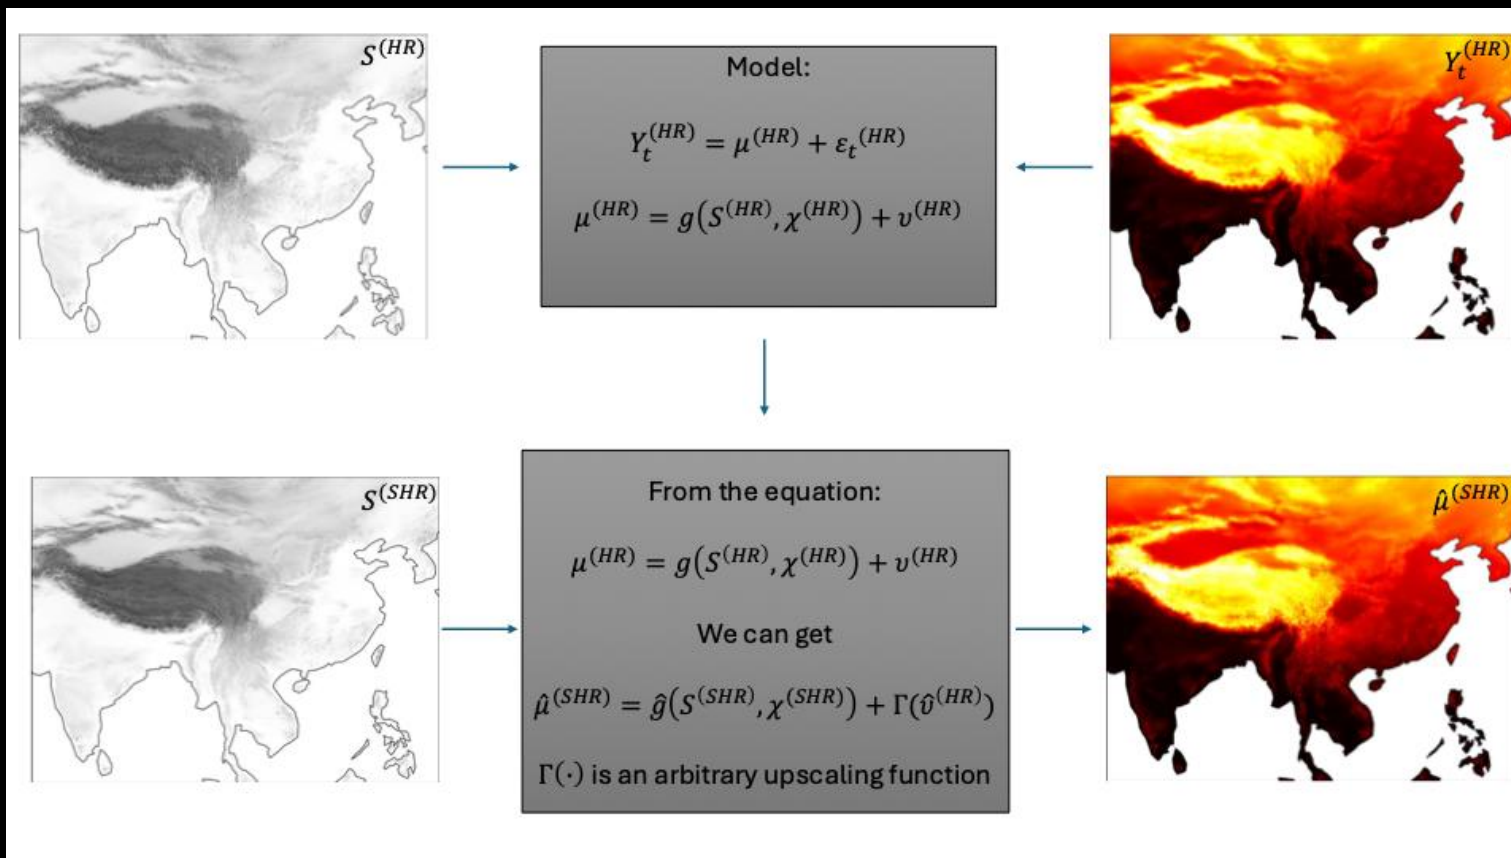 S^(HR)
Model:
Y_t^(HR) = μ^(HR) + ε_t^(HR)
μ^(HR) = g(S^(HR), χ^(HR)) + υ^(HR)
Y_t^(HR)
S^(SHR)
From the equation:
μ^(HR) = g(S^(HR), χ^(HR)) + υ^(HR)
We can get
μ̂^(SHR) = ĝ(S^(SHR), χ^(SHR)) + Γ(υ̂^(HR))
Γ(·) is an arbitrary upscaling function
μ̂^(SHR)